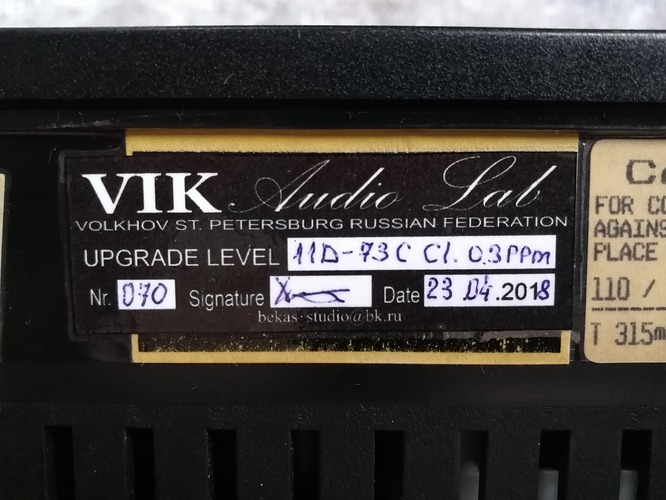 VIK Audio Lab
VOLKHOV ST. PETERSBURG RUSSIAN FEDERATION
UPGRADE LEVEL 11D-73C Cl. 0.3PPm
Nr. 070 Signature Date 23 04.2018
bekas-studio@bk.ru
FOR CO
AGAINS
PLACE
110 /
T 315m